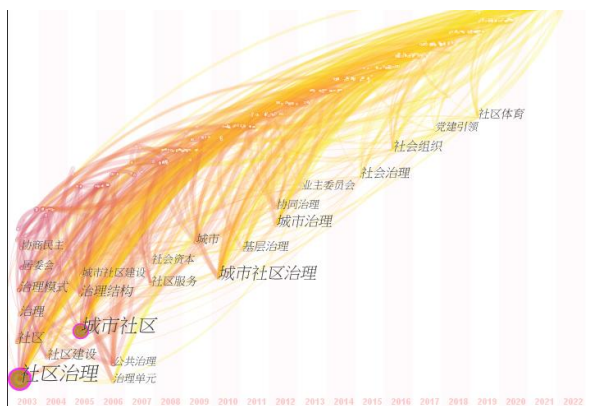 社区体育
党建引领
社会组织
社会治理
业主委员会
协同治理
城市治理
城市
基层治理
协商民主
居委会
城市社区建设
社会资本
城市社区治理
治理模式
治理结构
社区服务
治理
城市社区
社区
社区建设
公共治理
社区治理
治理单元
2003 2004 2005 2006 2007 2008 2009 2010 2011 2012 2013 2014 2015 2016 2017 2018 2019 2020 2021 2022